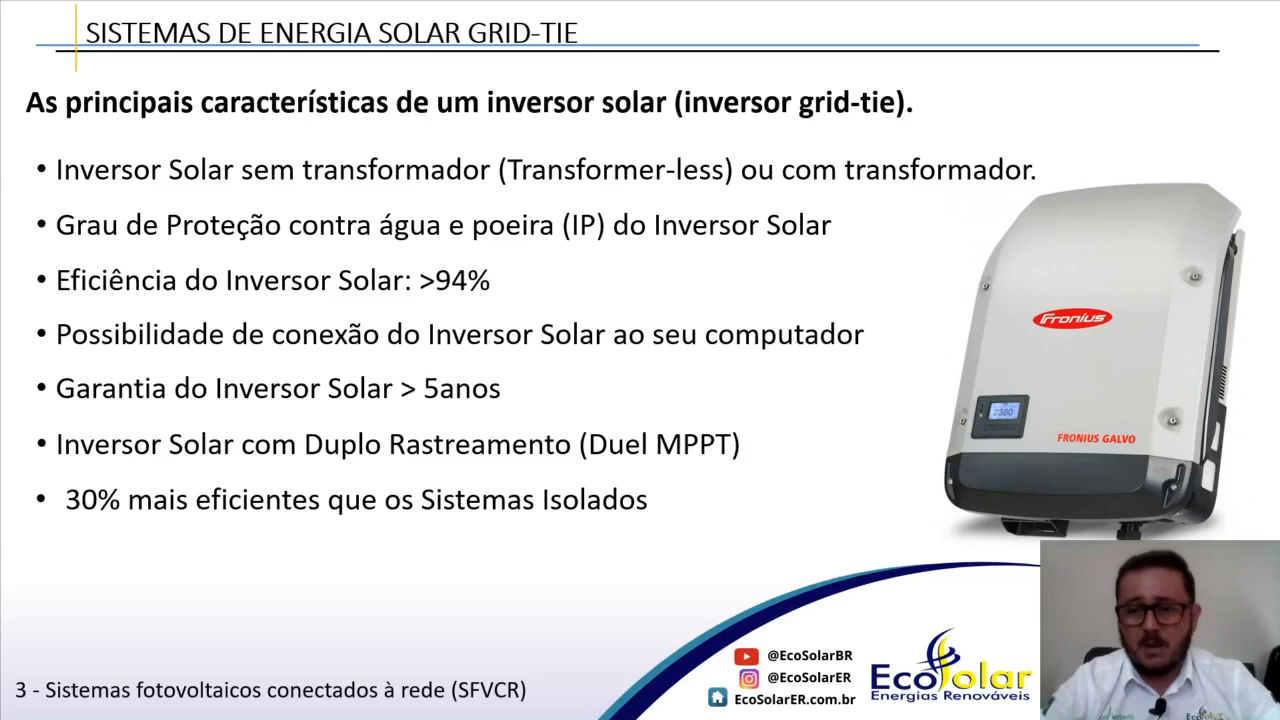 SISTEMAS DE ENERGIA SOLAR GRID-TIE
As principais características de um inversor solar (inversor grid-tie).
• Inversor Solar sem transformador (Transformer-less) ou com transformador.
• Grau de Proteção contra água e poeira (IP) do Inversor Solar
• Eficiência do Inversor Solar: >94%
• Possibilidade de conexão do Inversor Solar ao seu computador
• Garantia do Inversor Solar > 5anos
• Inversor Solar com Duplo Rastreamento (Duel MPPT)
• 30% mais eficientes que os Sistemas Isolados
Fronius
2380
FRONIUS GALVO
@EcoSolarBR
@EcoSolarER
EcoSolarER.com.br
EcoSolar
Energias Renováveis
3 - Sistemas fotovoltaicos conectados à rede (SFVCR)